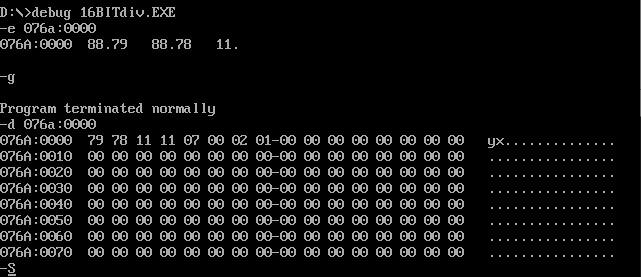 D:\>debug 16BITdiv.EXE
-e 076a:0000
076A:0000  88.79   88.78   11.
-g
Program terminated normally
-d 076a:0000
076A:0000  79 78 11 11 07 00 02 01-00 00 00 00 00 00 00 00   yx..............
076A:0010  00 00 00 00 00 00 00 00-00 00 00 00 00 00 00 00   ................
076A:0020  00 00 00 00 00 00 00 00-00 00 00 00 00 00 00 00   ................
076A:0030  00 00 00 00 00 00 00 00-00 00 00 00 00 00 00 00   ................
076A:0040  00 00 00 00 00 00 00 00-00 00 00 00 00 00 00 00   ................
076A:0050  00 00 00 00 00 00 00 00-00 00 00 00 00 00 00 00   ................
076A:0060  00 00 00 00 00 00 00 00-00 00 00 00 00 00 00 00   ................
076A:0070  00 00 00 00 00 00 00 00-00 00 00 00 00 00 00 00   ................
-S